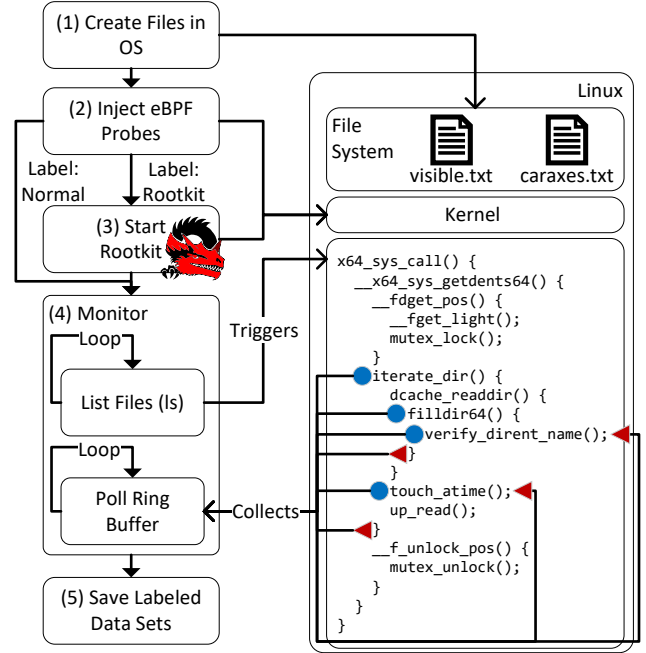 (1) Create Files in
OS
(2) Inject eBPF
Probes
Label:
Normal
Label:
Rootkit
(3) Start
Rootkit
(4) Monitor
Loop
List Files (ls)
Loop
Poll Ring
Buffer
(5) Save Labeled
Data Sets
Triggers
Collects
Linux
File
System
visible.txt
caraxes.txt
Kernel
x64_sys_call() {
__x64_sys_getdents64() {
__fdget_pos() {
__fget_light();
mutex_lock();
}
iterate_dir() {
dcache_readdir() {
filldir64() {
verify_dirent_name();
}
}
touch_atime();
up_read();
}
__f_unlock_pos() {
mutex_unlock();
}
}
}